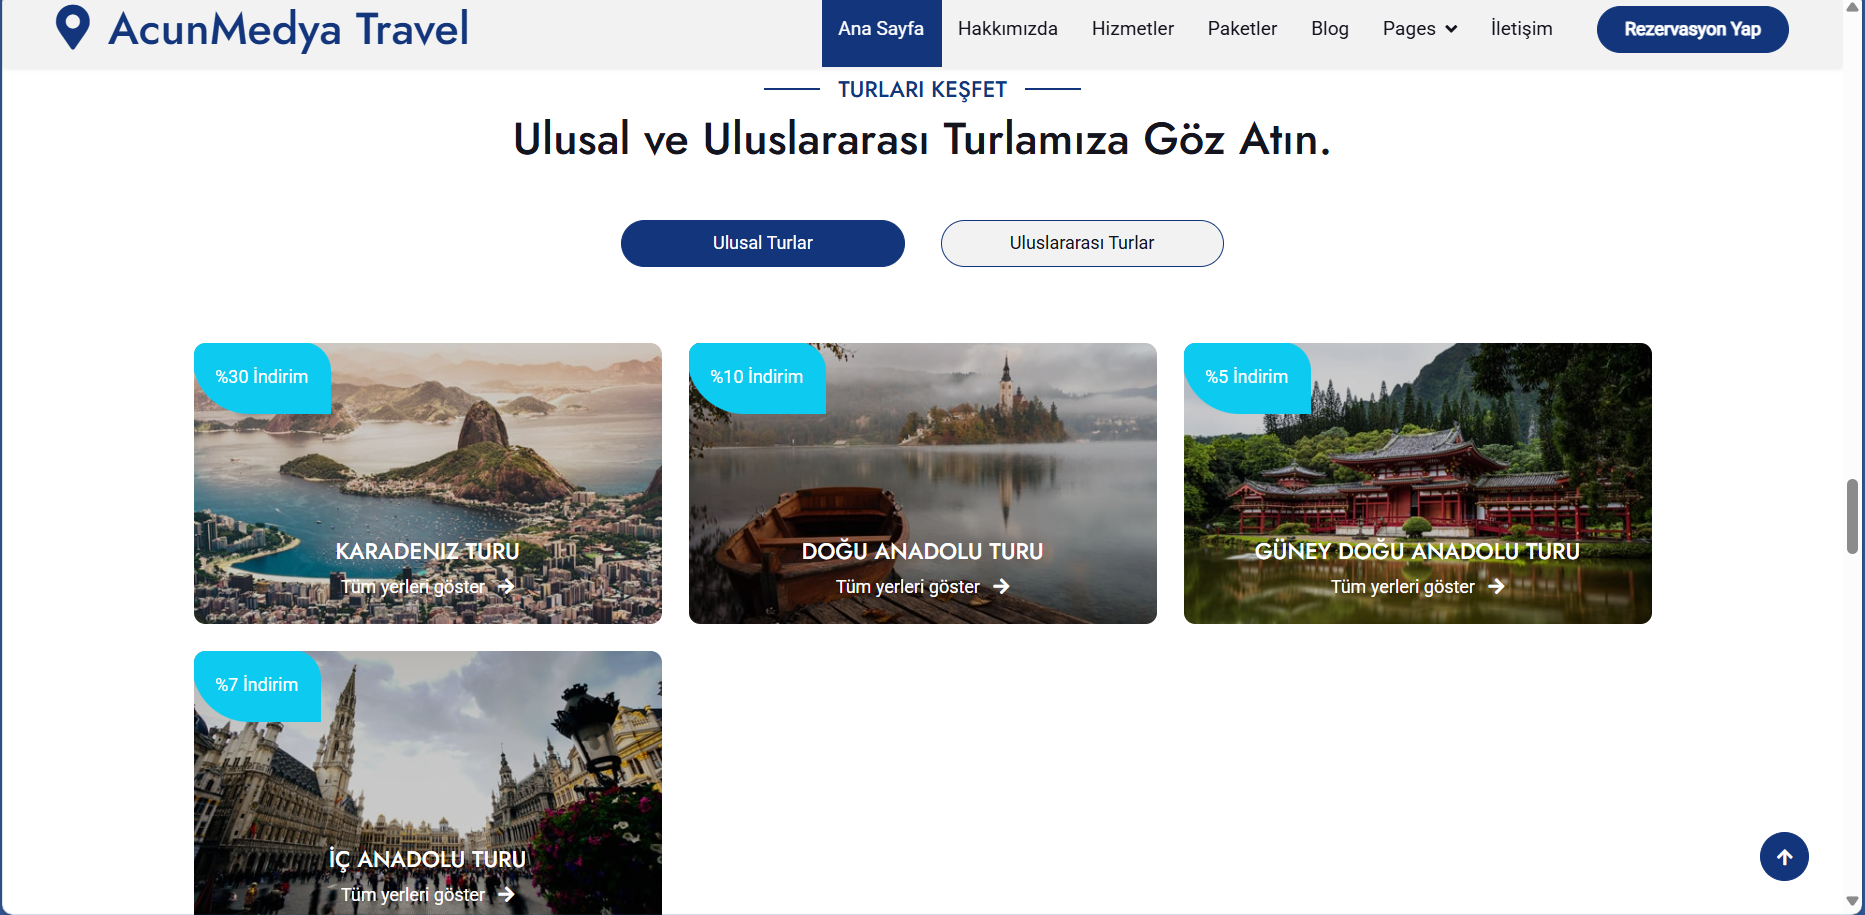 AcunMedya Travel
Ana Sayfa
Hakkımızda
Hizmetler
Paketler
Blog
Pages
İletişim
Rezervasyon Yap
TURLARI KEŞFET
Ulusal ve Uluslararası Turlamıza Göz Atın.
Ulusal Turlar
Uluslararası Turlar
%30 İndirim
KARADENIZ TURU
Tüm yerleri göster
%10 İndirim
DOĞU ANADOLU TURU
Tüm yerleri göster
%5 İndirim
GÜNEY DOĞU ANADOLU TURU
Tüm yerleri göster
%7 İndirim
İÇ ANADOLU TURU
Tüm yerleri göster